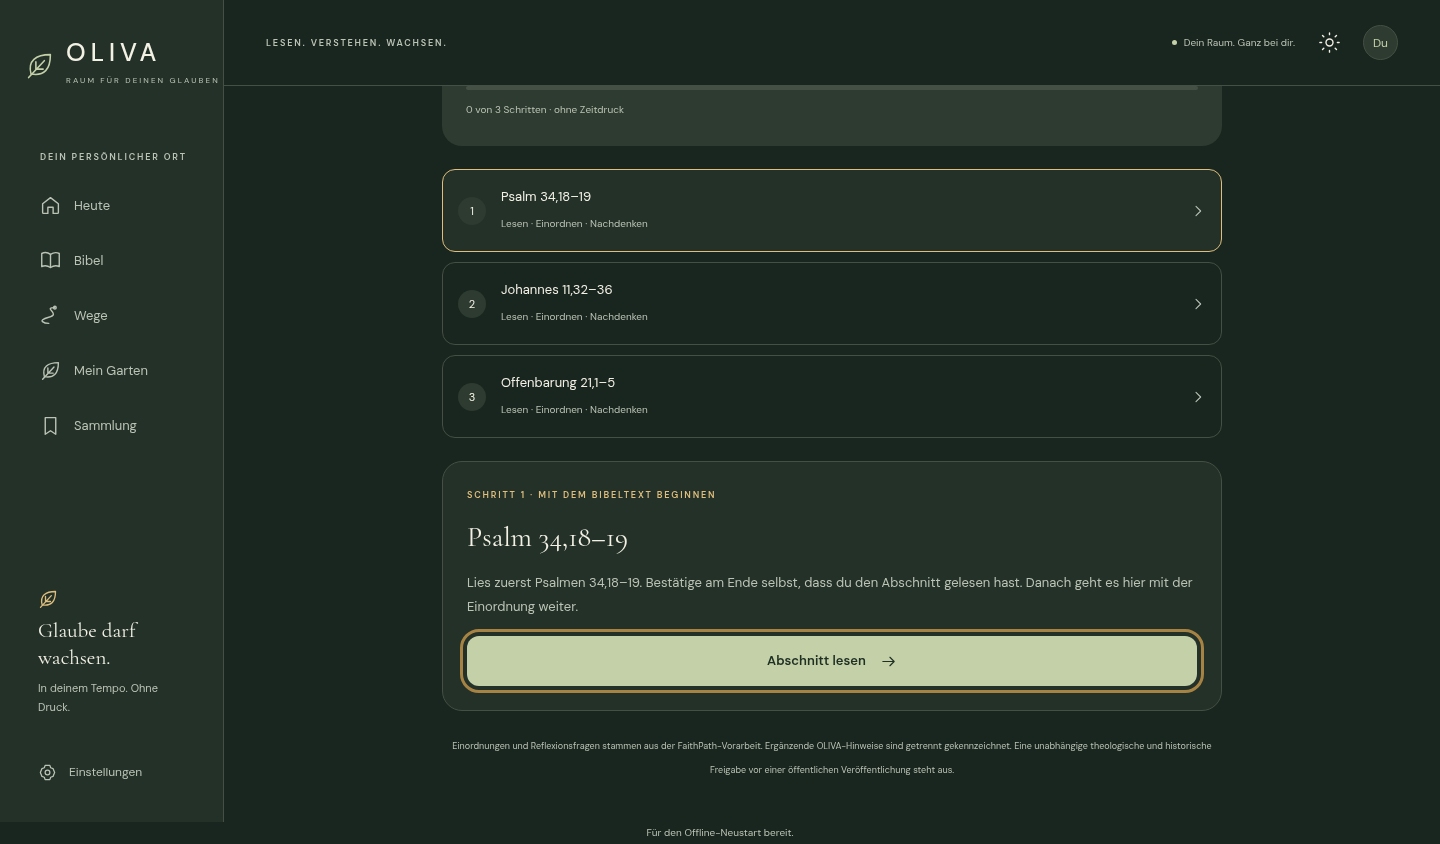 OLIVA
RAUM FÜR DEINEN GLAUBEN
DEIN PERSÖNLICHER ORT
Heute
Bibel
Wege
Mein Garten
Sammlung
Glaube darf
wachsen.
In deinem Tempo. Ohne
Druck.
Einstellungen
LESEN. VERSTEHEN. WACHSEN.
Dein Raum. Ganz bei dir.
Du
0 von 3 Schritten · ohne Zeitdruck
1
Psalm 34,18–19
Lesen · Einordnen · Nachdenken
2
Johannes 11,32–36
Lesen · Einordnen · Nachdenken
3
Offenbarung 21,1–5
Lesen · Einordnen · Nachdenken
SCHRITT 1 · MIT DEM BIBELTEXT BEGINNEN
Psalm 34,18–19
Lies zuerst Psalmen 34,18–19. Bestätige am Ende selbst, dass du den Abschnitt gelesen hast. Danach geht es hier mit der
Einordnung weiter.
Abschnitt lesen
Einordnungen und Reflexionsfragen stammen aus der FaithPath-Vorarbeit. Ergänzende OLIVA-Hinweise sind getrennt gekennzeichnet. Eine unabhängige theologische und historische
Freigabe vor einer öffentlichen Veröffentlichung steht aus.
Für den Offline-Neustart bereit.